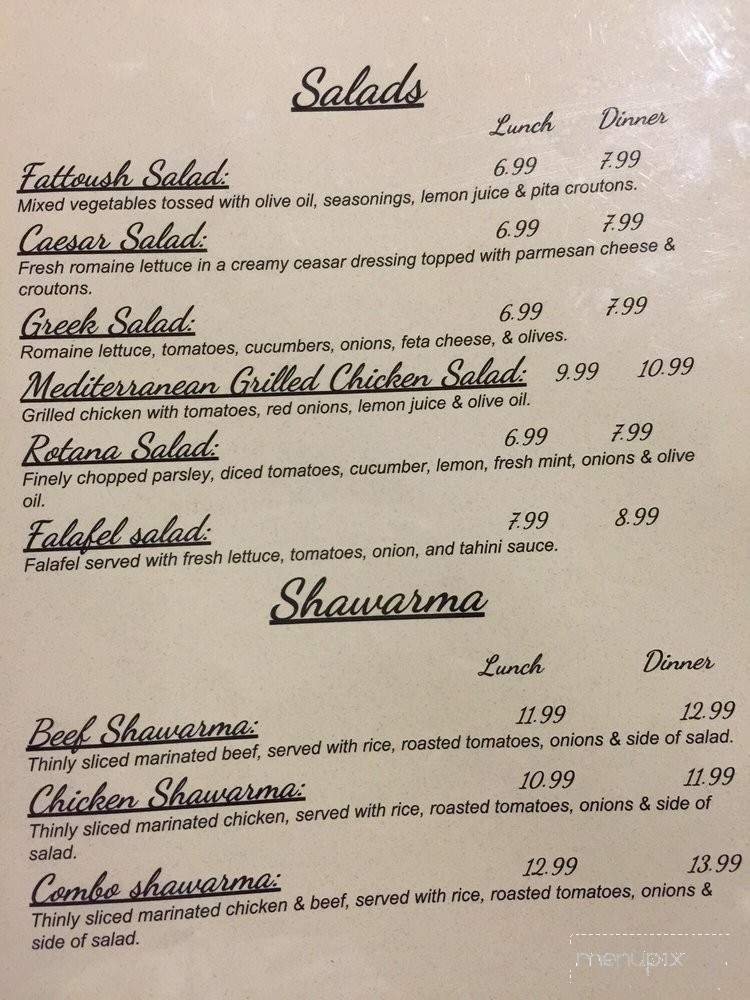 Salads
Lunch Dinner
Fattoush Salad: 6.99 7.99
Mixed vegetables tossed with olive oil, seasonings, lemon juice & pita croutons.
Caesar Salad: 6.99 7.99
Fresh romaine lettuce in a creamy ceasar dressing topped with parmesan cheese &
croutons.
Greek Salad: 6.99 7.99
Romaine lettuce, tomatoes, cucumbers, onions, feta cheese, & olives.
Mediterranean Grilled Chicken Salad: 9.99 10.99
Grilled chicken with tomatoes, red onions, lemon juice & olive oil.
Rotana Salad: 6.99 7.99
Finely chopped parsley, diced tomatoes, cucumber, lemon, fresh mint, onions & olive
oil.
Falafel salad: 7.99 8.99
Falafel served with fresh lettuce, tomatoes, onion, and tahini sauce.
Shawarma
Lunch Dinner
Beef Shawarma: 11.99 12.99
Thinly sliced marinated beef, served with rice, roasted tomatoes, onions & side of salad.
Chicken Shawarma: 10.99 11.99
Thinly sliced marinated chicken, served with rice, roasted tomatoes, onions & side of
salad.
Combo shawarma: 12.99 13.99
Thinly sliced marinated chicken & beef, served with rice, roasted tomatoes, onions &
side of salad.
menupix